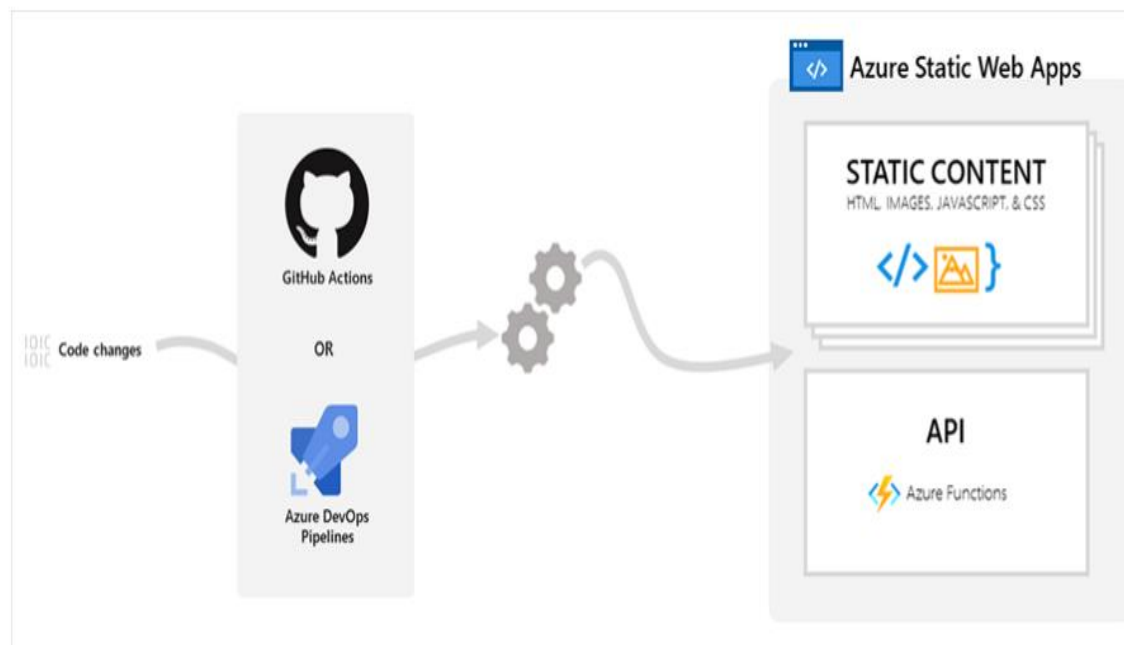 Azure Static Web Apps
STATIC CONTENT
HTML, IMAGES, JAVASCRIPT, & CSS
GitHub Actions
OR
Code changes
Azure DevOps
Pipelines
API
Azure Functions